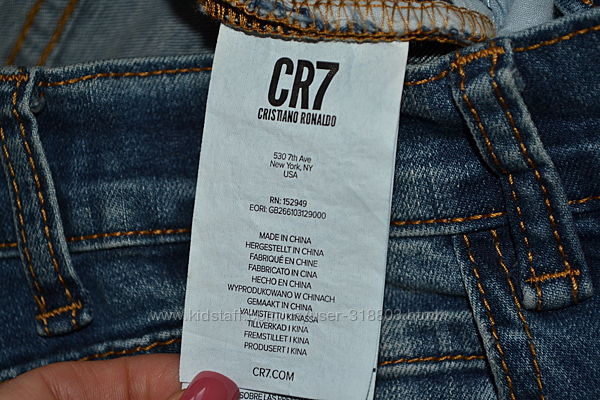 CR7
CRISTIANO RONALDO
530 7th Ave
New York, NY
USA
RN: 152949
EORI: GB266103129000
MADE IN CHINA
HERGESTELLT IN CHINA
FABRIQUÉ EN CHINE
FABBRICATO IN CINA
HECHO EN CHINA
WYPRODUKOWANO W CHINACH
GEMAAKT IN CHINA
VALMISTETTU KIINASSA
TILLVERKAD I KINA
FREMSTILLET I KINA
PRODUSERT I KINA
CR7.COM
SOBRE LAS